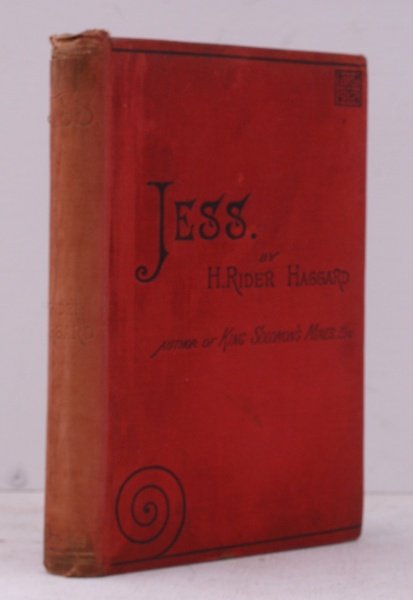 JESS.
BY
H. RIDER HAGGARD
AUTHOR OF KING SOLOMON'S MINES, ETC